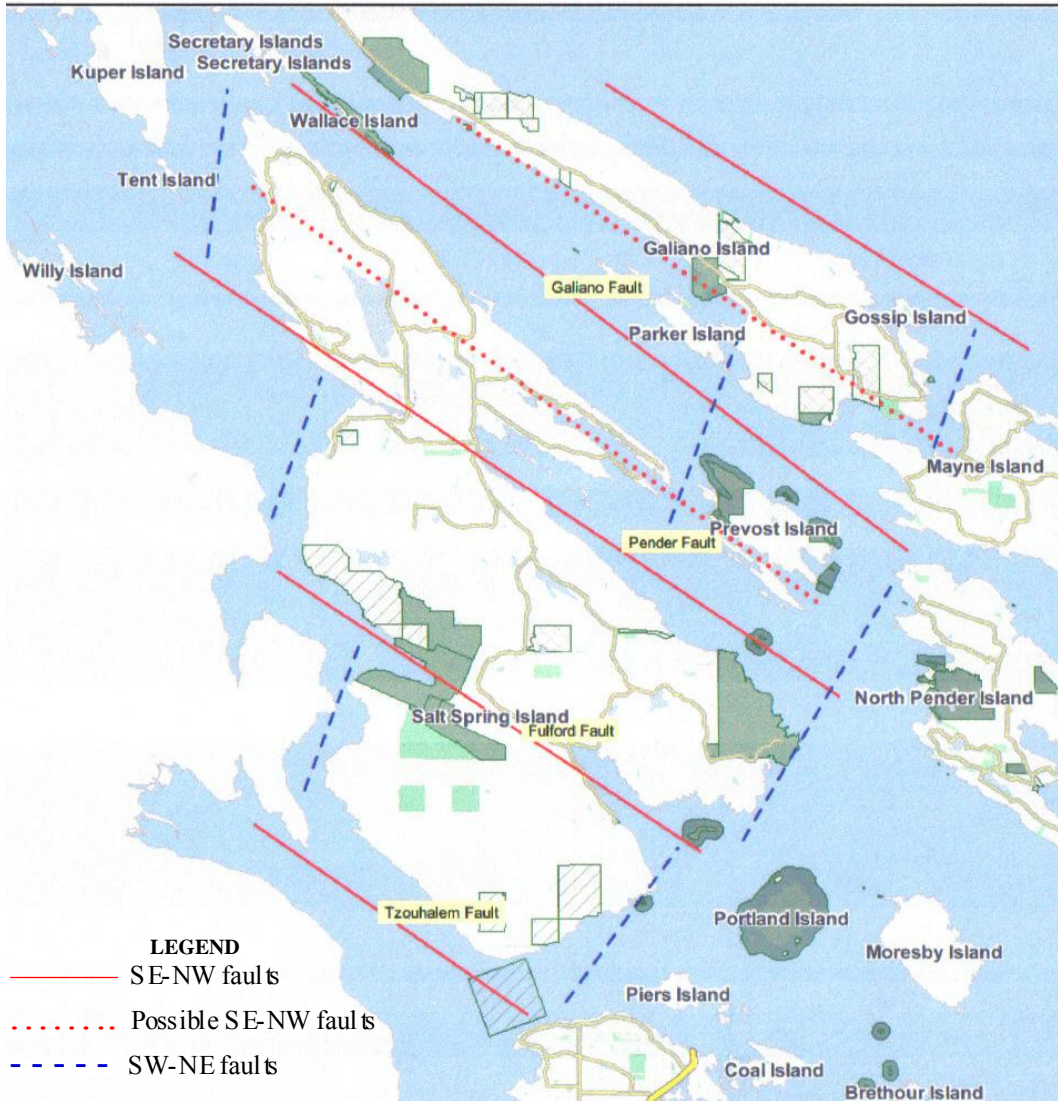 Secretary Islands
Secretary Islands
Kuper Island
Wallace Island
Tent Island
Galiano Island
Willy Island
Galiano Fault
Gossip Island
Parker Island
Mayne Island
Prevost Island
Pender Fault
North Pender Island
Salt Spring Island
Fulford Fault
Tzouhalem Fault
Portland Island
Moresby Island
Piers Island
Coal Island
Brethour Island
LEGEND
SE-NW faults
Possible SE-NW faults
SW-NE faults